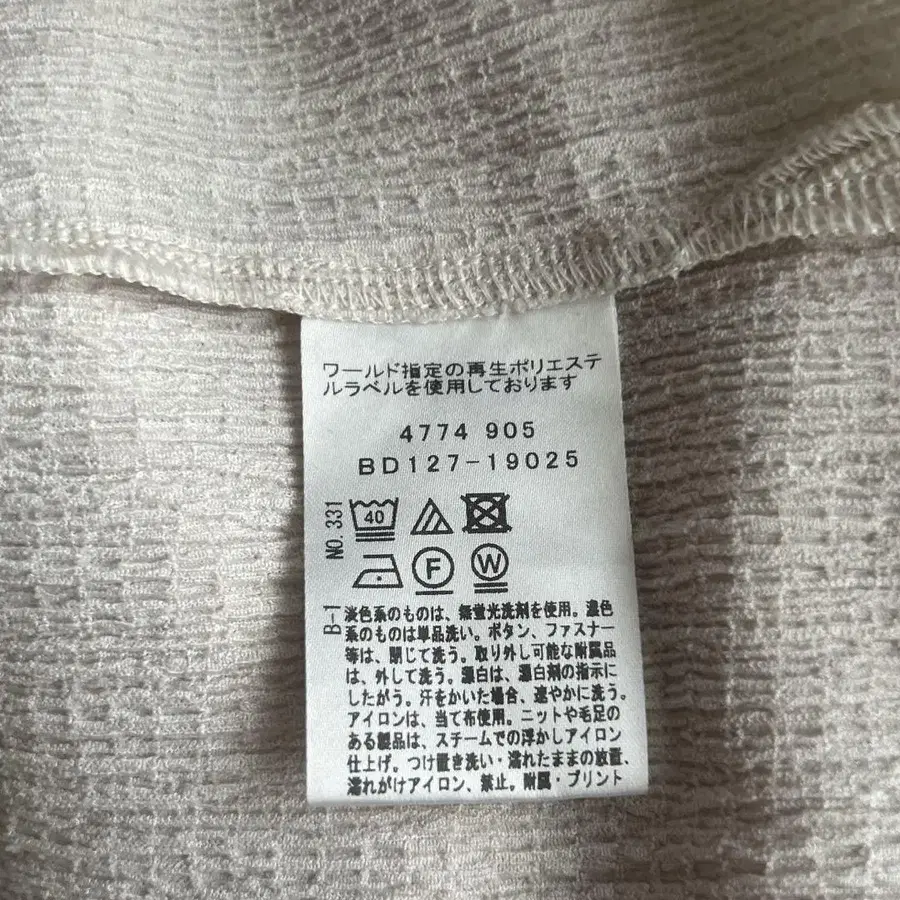 ワールド指定の再生ポリエステ
ルラベルを使用しております
4774 905
BD127-19025
NO. 331
40
F
W
B-1
淡色系のものは、無蛍光洗剤を使用。濃色
系のものは単品洗い。ボタン、ファスナー
等は、閉じて洗う。取り外し可能な附属品
は、外して洗う。漂白は、漂白剤の指示に
したがう。汗をかいた場合、速やかに洗う。
アイロンは、当て布使用。ニットや毛足の
ある製品は、スチームでの浮かしアイロン
仕上げ。つけ置き洗い・濡れたままの放置、
濡れがけアイロン、禁止。附属・プリント